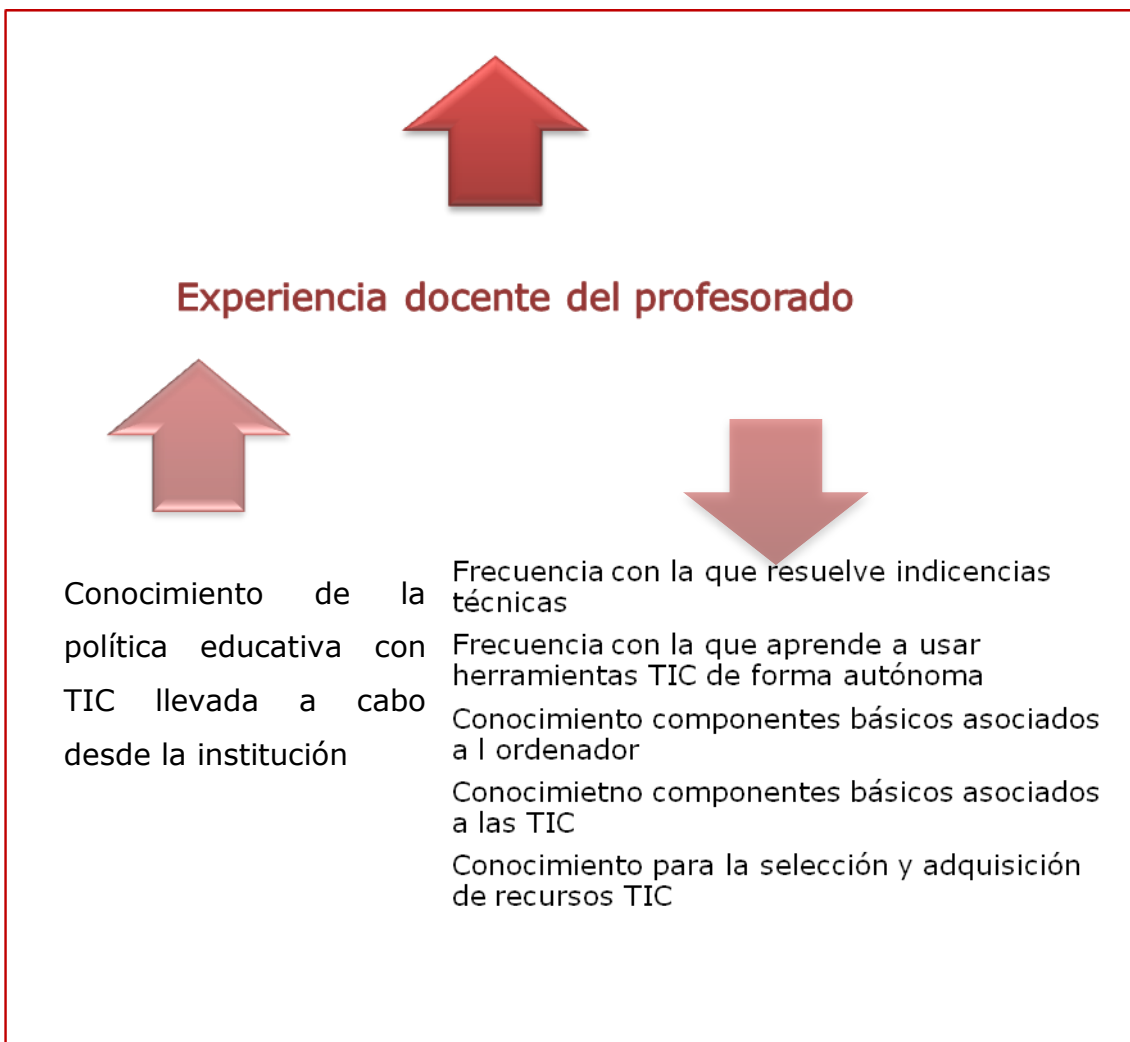 Experiencia docente del profesorado
Conocimiento de la
política educativa con
TIC llevada a cabo
desde la institución
Frecuencia con la que resuelve indicencias
técnicas
Frecuencia con la que aprende a usar
herramientas TIC de forma autónoma
Conocimiento componentes básicos asociados
a l ordenador
Conocimietno componentes básicos asociados
a las TIC
Conocimiento para la selección y adquisición
de recursos TIC